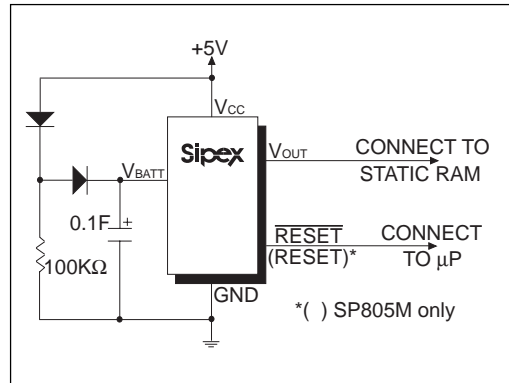 +5V
VCC
Sipex
VBATT
VOUT
CONNECT TO
STATIC RAM
0.1F
+
RESET
(RESET)*
CONNECT
TO µP
100KΩ
GND
*( ) SP805M only